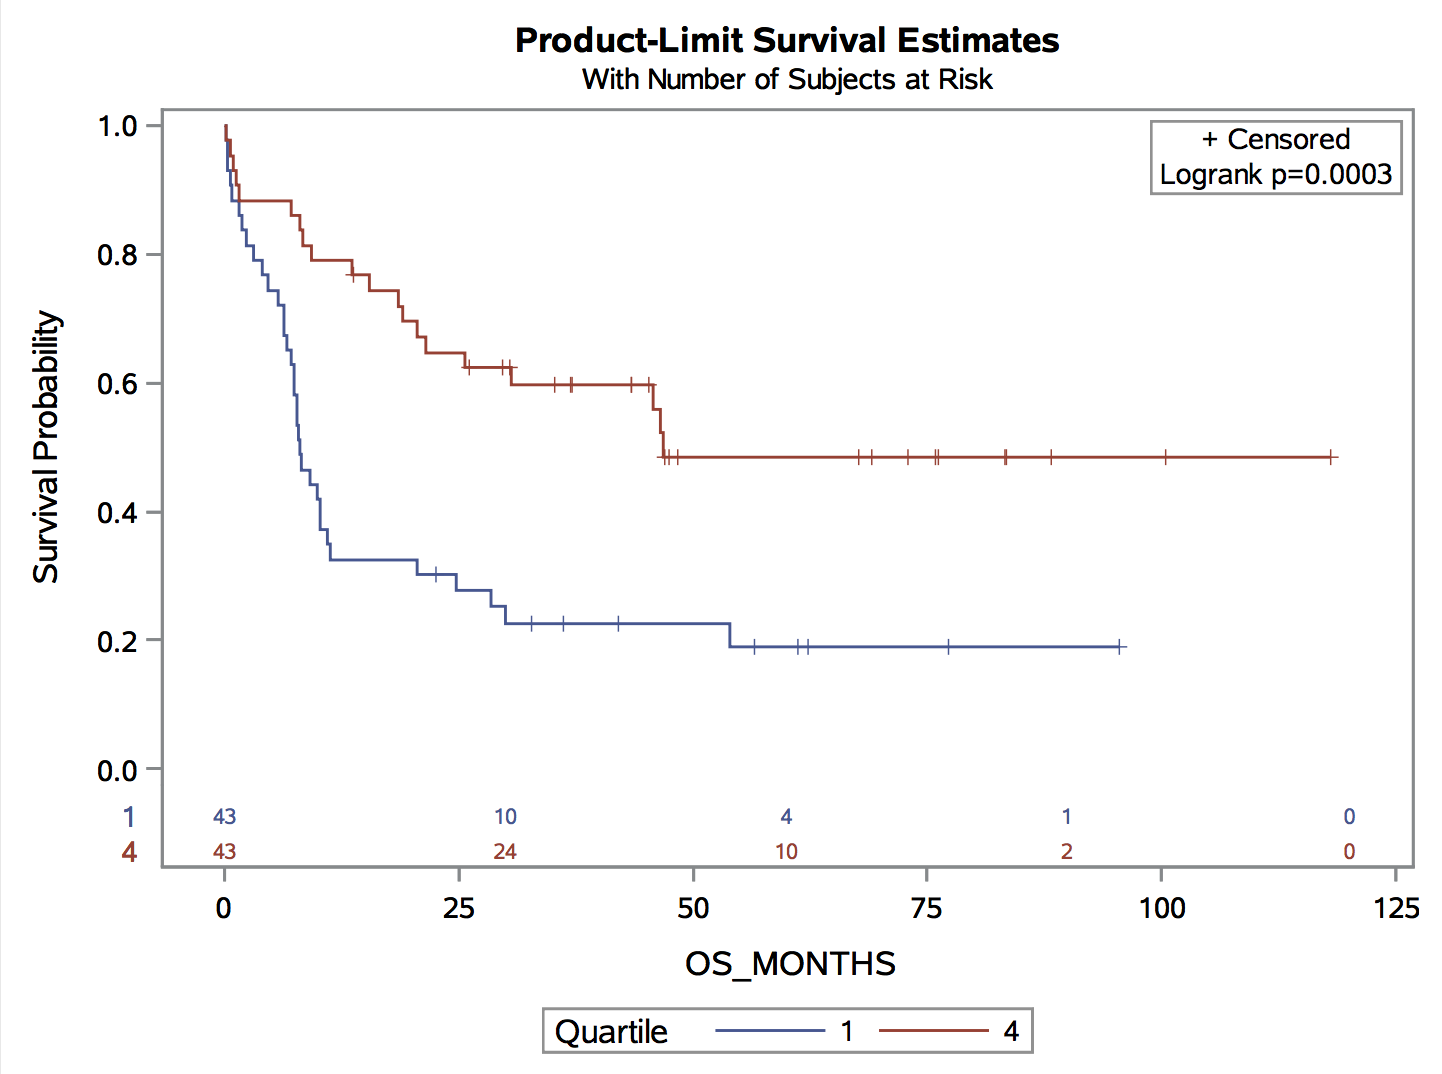 Product-Limit Survival Estimates
With Number of Subjects at Risk
+ Censored
Logrank p=0.0003
Survival Probability
1.0
0.8
0.6
0.4
0.2
0.0
1 43 10 4 1 0
4 43 24 10 2 0
0 25 50 75 100 125
OS_MONTHS
Quartile 1 4